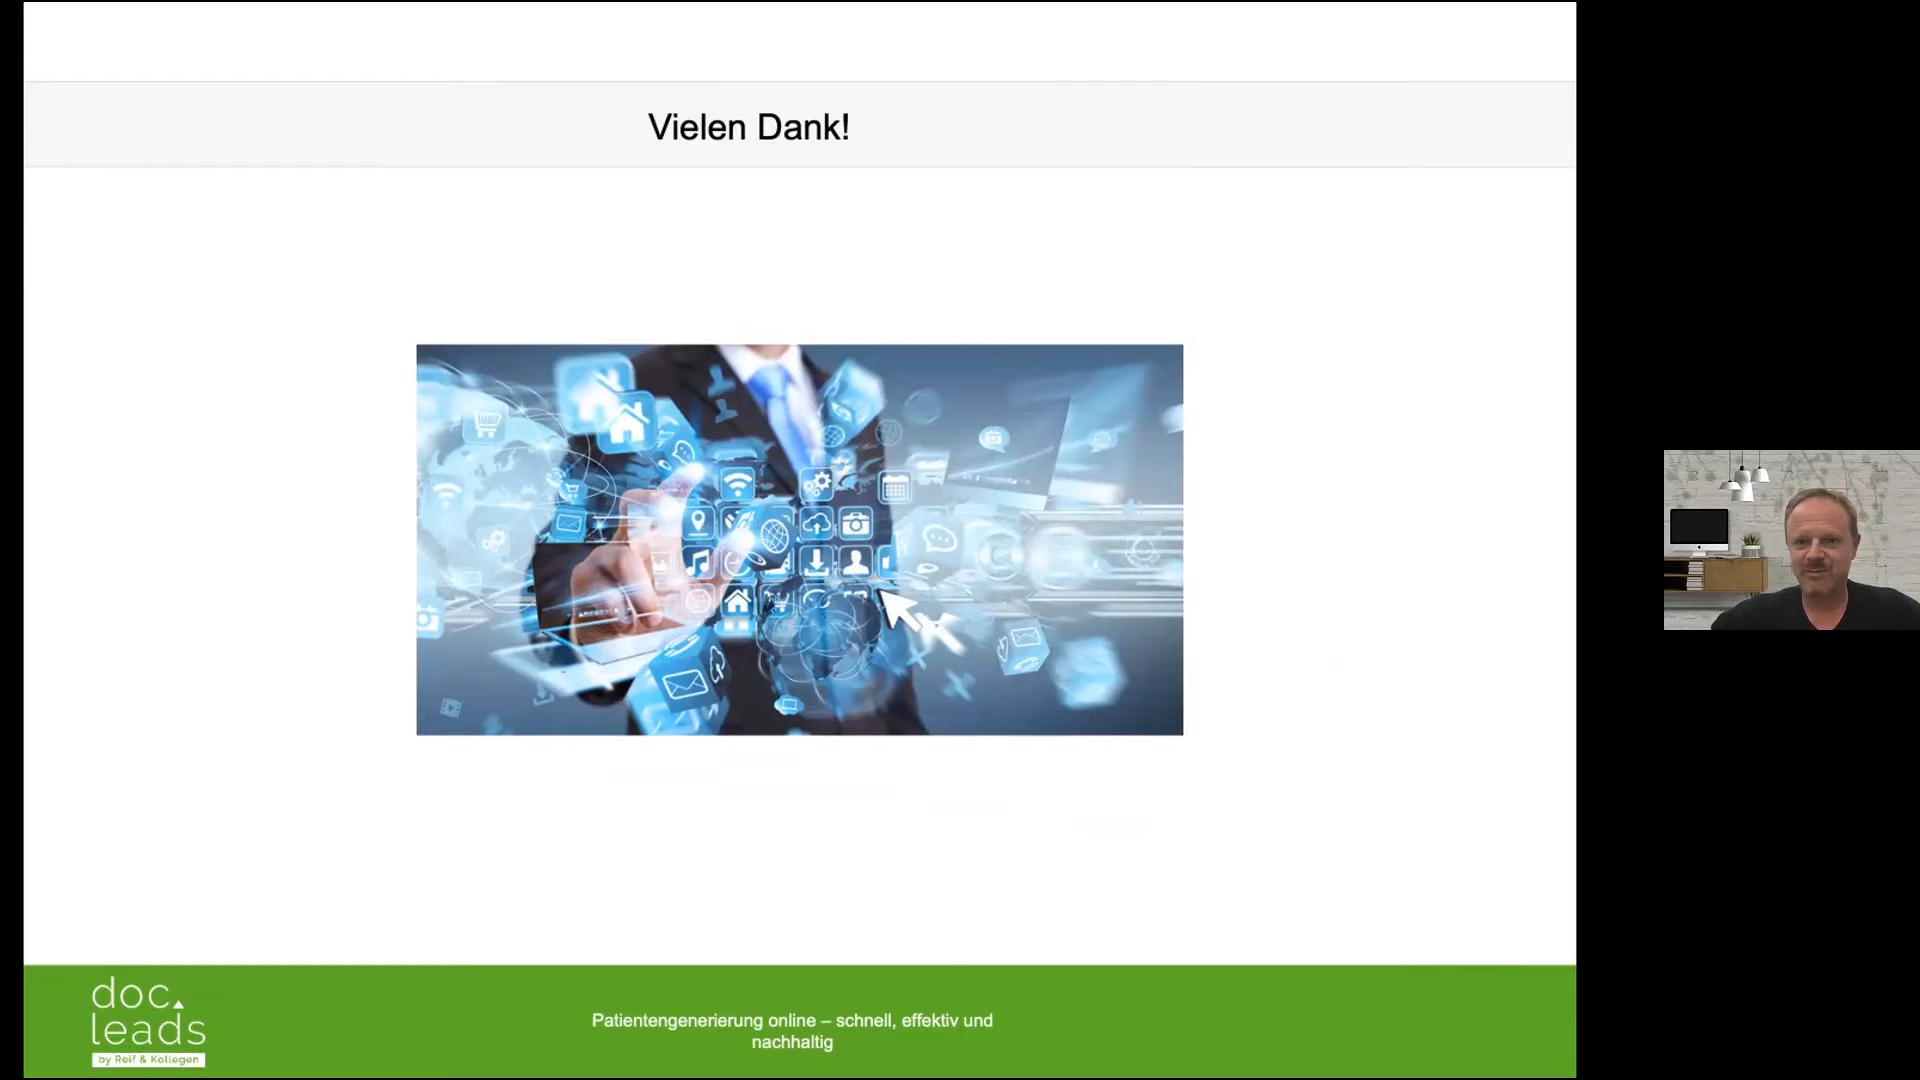 Vielen Dank!
doc.
leads
by Reif & Kollegen
Patientengenerierung online – schnell, effektiv und
nachhaltig